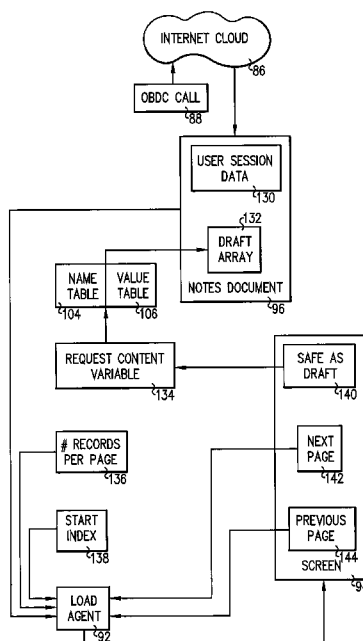 INTERNET CLOUD
86
OBDC CALL
88
USER SESSION
DATA
130
132
DRAFT
ARRAY
NOTES DOCUMENT
96
NAME
TABLE
VALUE
TABLE
104
106
REQUEST CONTENT
VARIABLE
134
SAFE AS
DRAFT
140
# RECORDS
PER PAGE
136
NEXT
PAGE
142
START
INDEX
138
PREVIOUS
PAGE
144
SCREEN
LOAD
AGENT
92